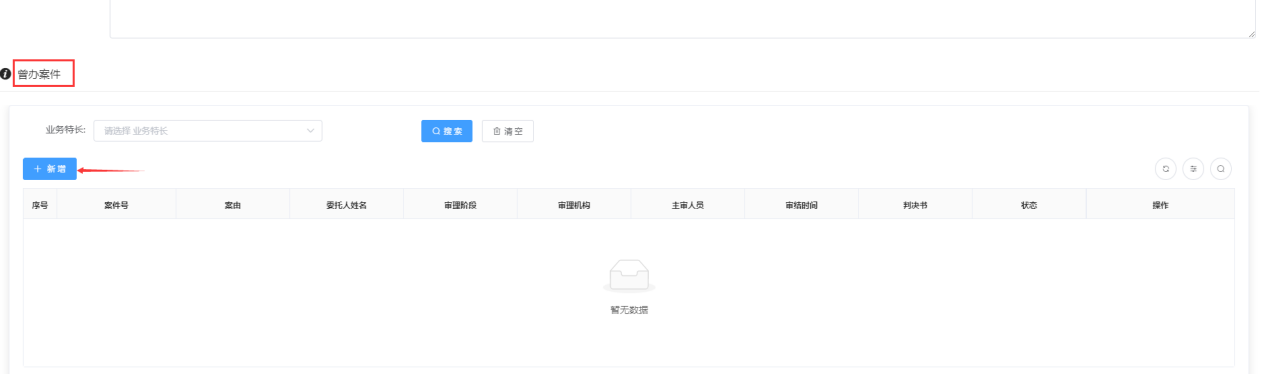 曾办案件
业务特长: 请选择 业务特长 搜索 清空
+ 新增
序号 案件号 案由 委托人姓名 审理阶段 审理机构 主审人员 审结时间 判决书 状态 操作
暂无数据